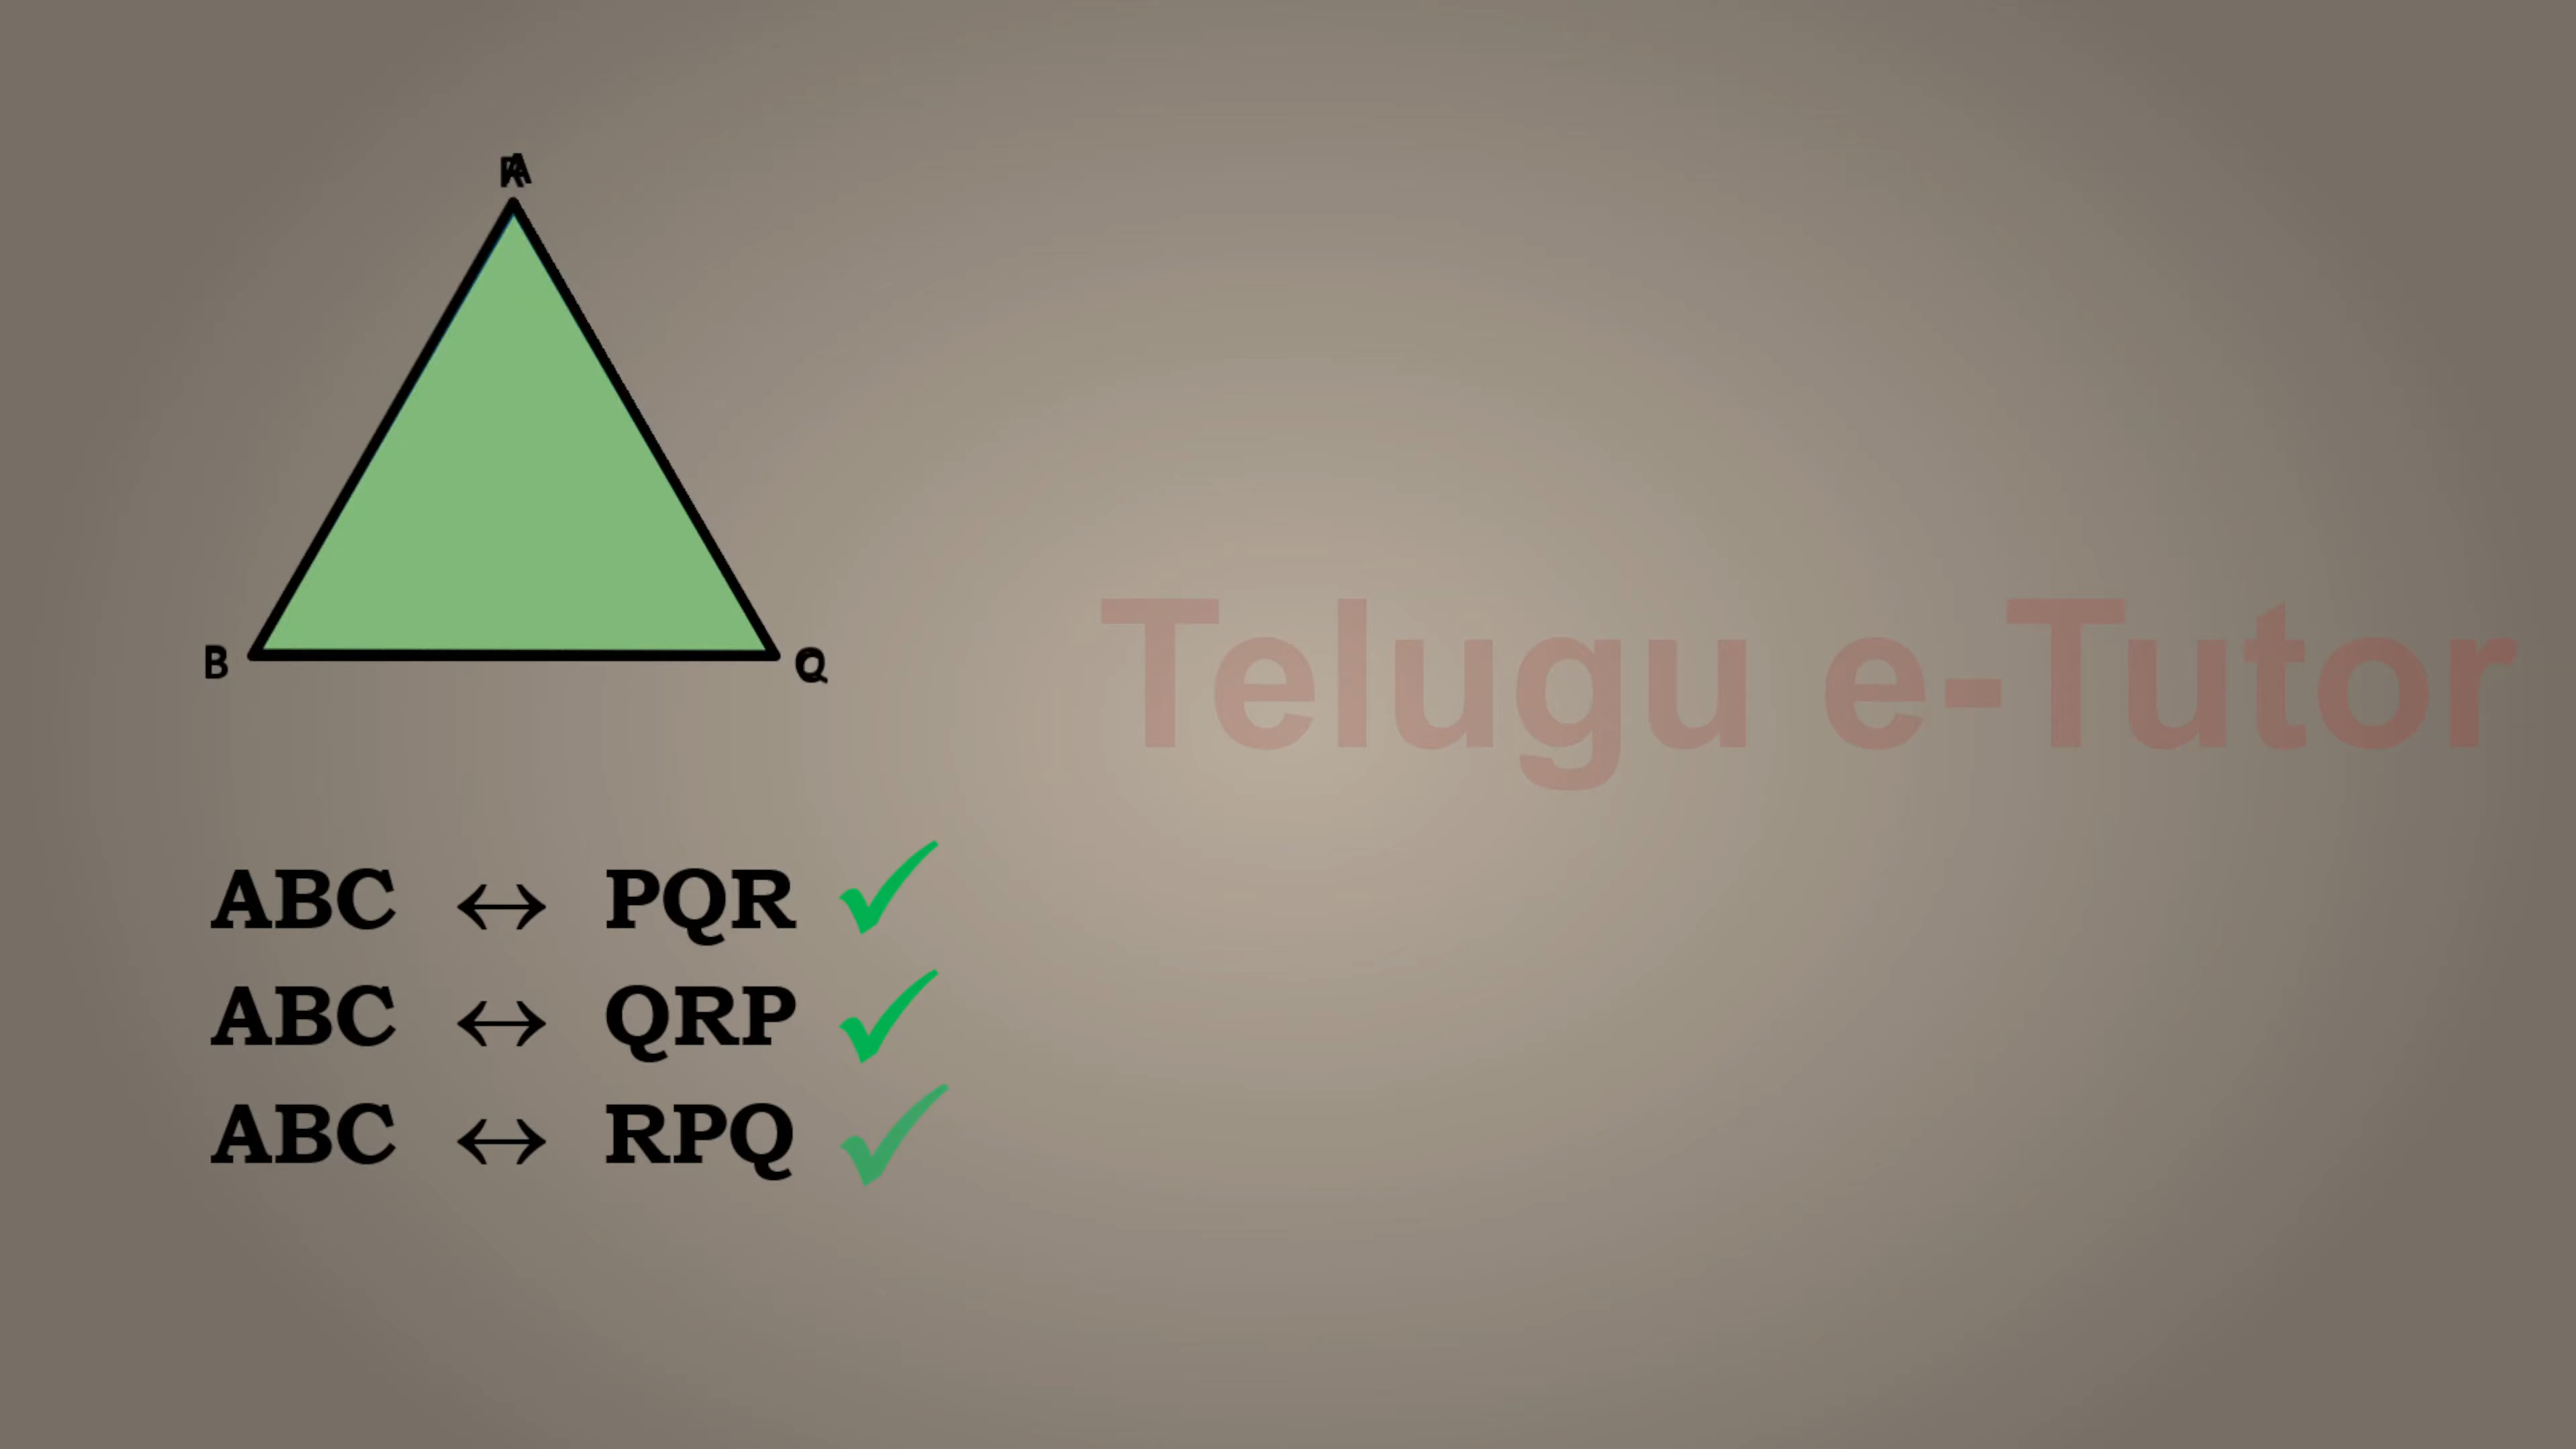 A
B Q
Telugu e-Tutor
ABC ↔ PQR ✓
ABC ↔ QRP ✓
ABC ↔ RPQ ✓